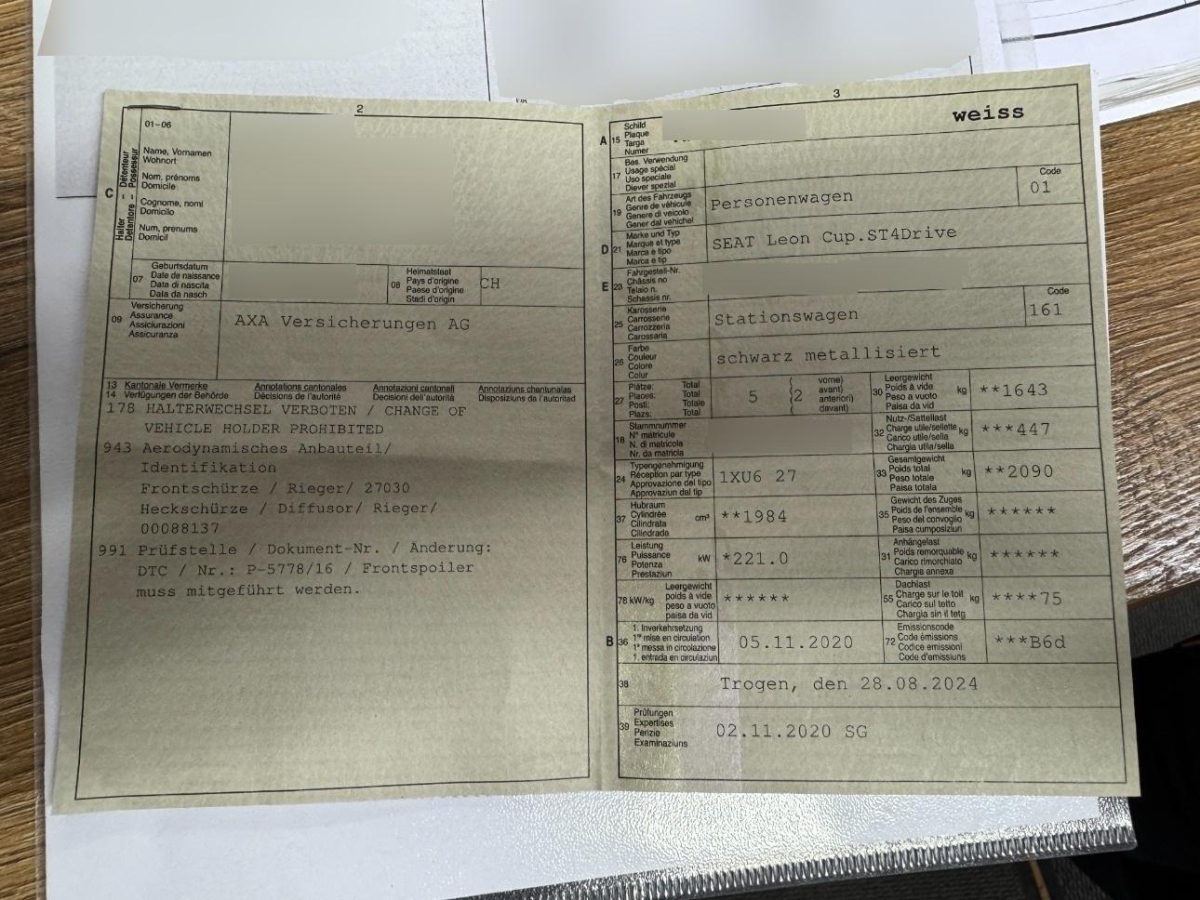 2
01-06
C
Halter – Détenteur
Detentore – Possessur
Name, Vornamen
Wohnort
Nom, prénoms
Domicile
Cognome, nomi
Domicilio
Num, prenums
Domicil
07
Geburtsdatum
Date de naissance
Data di nascita
Data da nasch
08
Heimatstaat
Pays d'origine
Paese d'origine
Stadi d'origin
CH
09
Versicherung
Assurance
Assicurazioni
Assicuranza
AXA Versicherungen AG
13 Kantonale Vermerke Annotations cantonales Annotazioni cantonali Annotaziuns chantunalas
14 Verfügungen der Behörde Décisions de l'autorité Decisioni dell'autorità Disposiziuns da l'autoritad
178 HALTERWECHSEL VERBOTEN / CHANGE OF
VEHICLE HOLDER PROHIBITED
943 Aerodynamisches Anbauteil/
Identifikation
Frontschürze / Rieger/ 27030
Heckschürze / Diffusor/ Rieger/
00088137
991 Prüfstelle / Dokument-Nr. / Änderung:
DTC / Nr.: P-5778/16 / Frontspoiler
muss mitgeführt werden.
3
A 15
Schild
Plaque
Targa
Numer
weiss
17
Bes. Verwendung
Usage spécial
Uso speciale
Diever spezial
19
Art des Fahrzeugs
Genre de véhicule
Genere di veicolo
Gener dal vehichel
Personenwagen
Code
01
D 21
Marke und Typ
Marque et type
Marca e tipo
Marca e tip
SEAT Leon Cup.ST4Drive
E 23
Fahrgestell-Nr.
Châssis no
Telaio n.
Schassis nr.
25
Karosserie
Carrosserie
Carrozzeria
Carossaria
Stationswagen
Code
161
26
Farbe
Couleur
Colore
Colur
schwarz metallisiert
27
Plätze: Total
Places: Total
Posti: Totale
Plazs: Total
5 (2
vorne)
avant)
anteriori)
davant)
30
Leergewicht
Poids à vide kg
Peso a vuoto
Paisa da vid
**1643
18
Stammnummer
N° matricule
N. di matricola
Nr. da matricla
32
Nutz-/Sattellast
Charge utile/sellette kg
Carico utile/sella
Chargia utila/sella
***447
24
Typengenehmigung
Réception par type
Approvazione del tipo
Approvaziun dal tip
1XU6 27
33
Gesamtgewicht
Poids total kg
Peso totale
Paisa totala
**2090
37
Hubraum
Cylindrée cm³
Cilindrata
Cilindrada
**1984
35
Gewicht des Zuges
Poids de l'ensemble kg
Peso del convoglio
Paisa cumposiziun
******
76
Leistung
Puissance kW
Potenza
Prestaziun
*221.0
31
Anhängelast
Poids remorquable kg
Carico rimorchiato
Chargia annexa
******
78 kW/kg
Leergewicht
poids à vide
peso a vuoto
paisa da vid
******
55
Dachlast
Charge sur le toit kg
Carico sul tetto
Chargia sin il tetg
****75
B 36
1. Inverkehrsetzung
1re mise en circulation
1a messa in circolazione
1. entrada en circulaziun
05.11.2020
72
Emissionscode
Code émissions
Codice emissioni
Code d'emissiuns
***B6d
38
Trogen, den 28.08.2024
39
Prüfungen
Expertises
Perizie
Examinaziuns
02.11.2020 SG